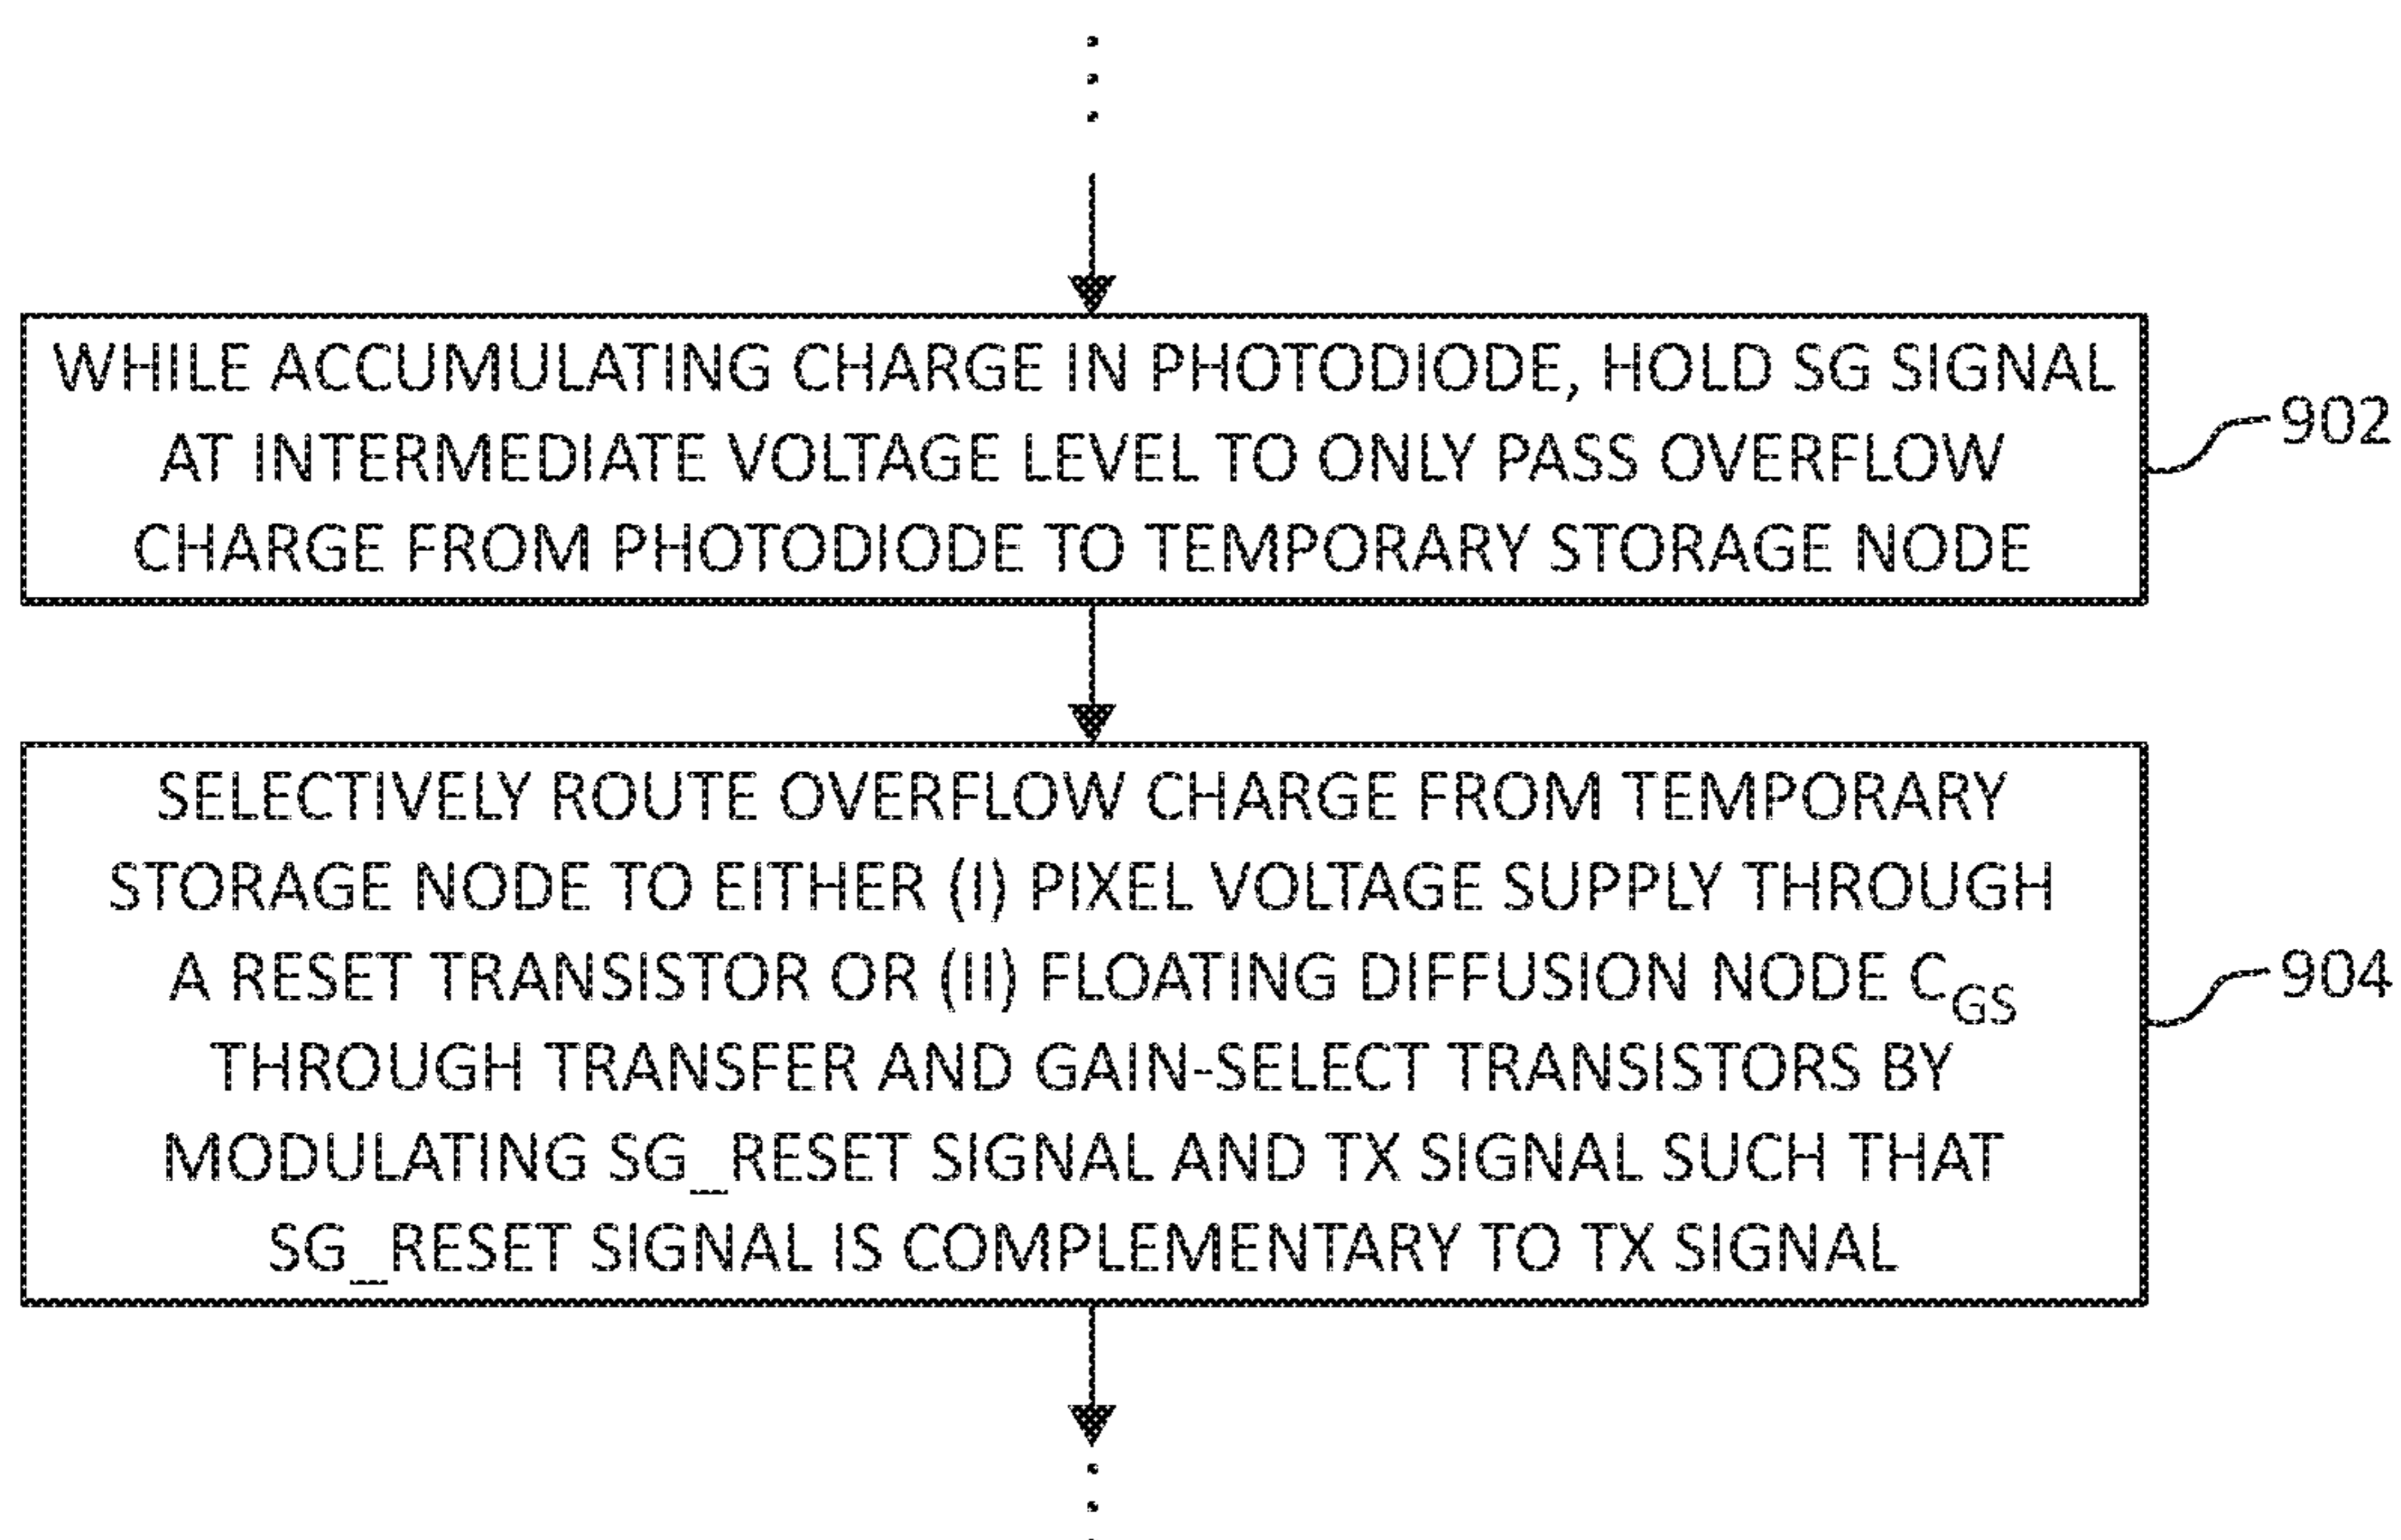 WHILE ACCUMULATING CHARGE IN PHOTODIODE, HOLD SG SIGNAL
AT INTERMEDIATE VOLTAGE LEVEL TO ONLY PASS OVERFLOW
CHARGE FROM PHOTODIODE TO TEMPORARY STORAGE NODE
902
SELECTIVELY ROUTE OVERFLOW CHARGE FROM TEMPORARY
STORAGE NODE TO EITHER (I) PIXEL VOLTAGE SUPPLY THROUGH
A RESET TRANSISTOR OR (II) FLOATING DIFFUSION NODE C_GS
THROUGH TRANSFER AND GAIN-SELECT TRANSISTORS BY
MODULATING SG_RESET SIGNAL AND TX SIGNAL SUCH THAT
SG_RESET SIGNAL IS COMPLEMENTARY TO TX SIGNAL
904